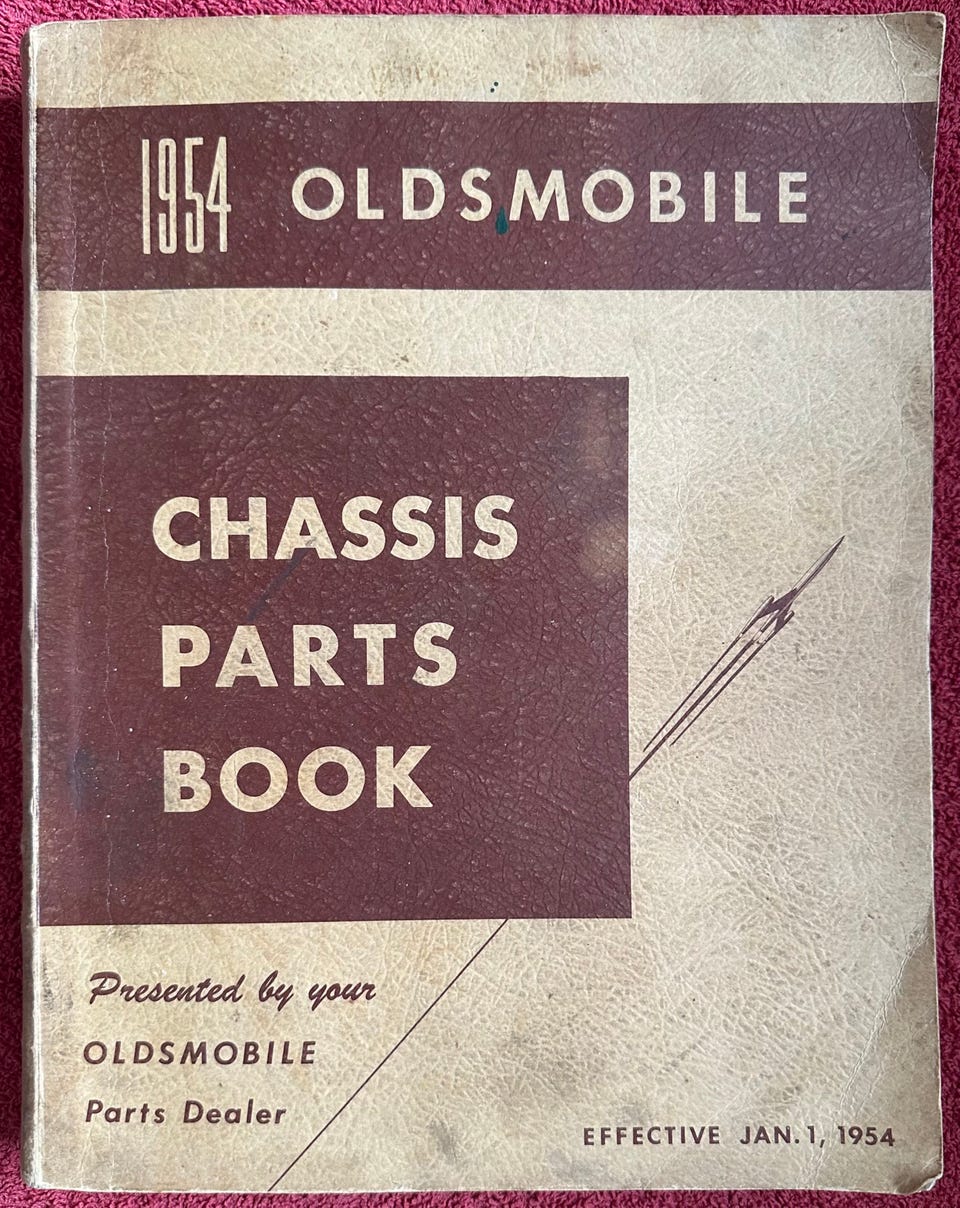 1954 OLDSMOBILE
CHASSIS
PARTS
BOOK
Presented by your
OLDSMOBILE
Parts Dealer
EFFECTIVE JAN. 1, 1954